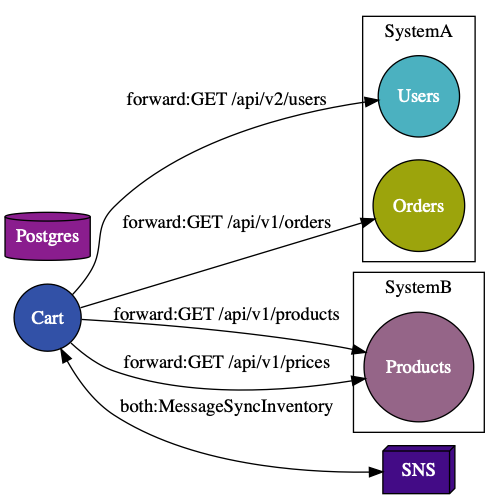 SystemA
Users
forward:GET /api/v2/users
Orders
forward:GET /api/v1/orders
Postgres
SystemB
Cart
forward:GET /api/v1/products
forward:GET /api/v1/prices
Products
both:MessageSyncInventory
SNS